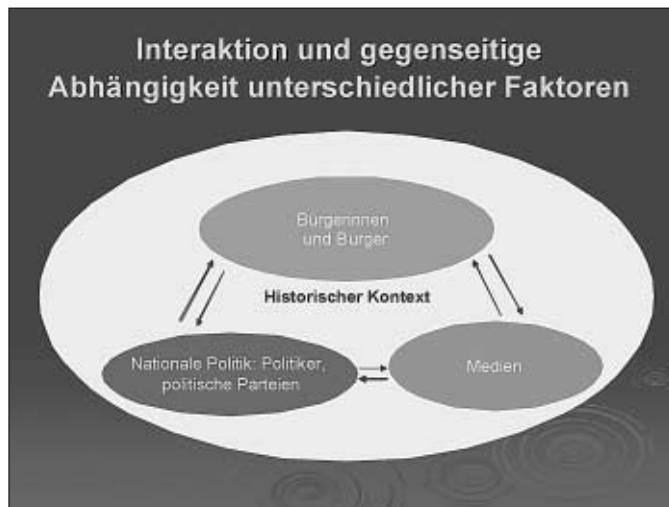 Interaktion und gegenseitige
Abhängigkeit unterschiedlicher Faktoren
Bürgerinnen
und Bürger
Historischer Kontext
Nationale Politik: Politiker,
politische Parteien
Medien